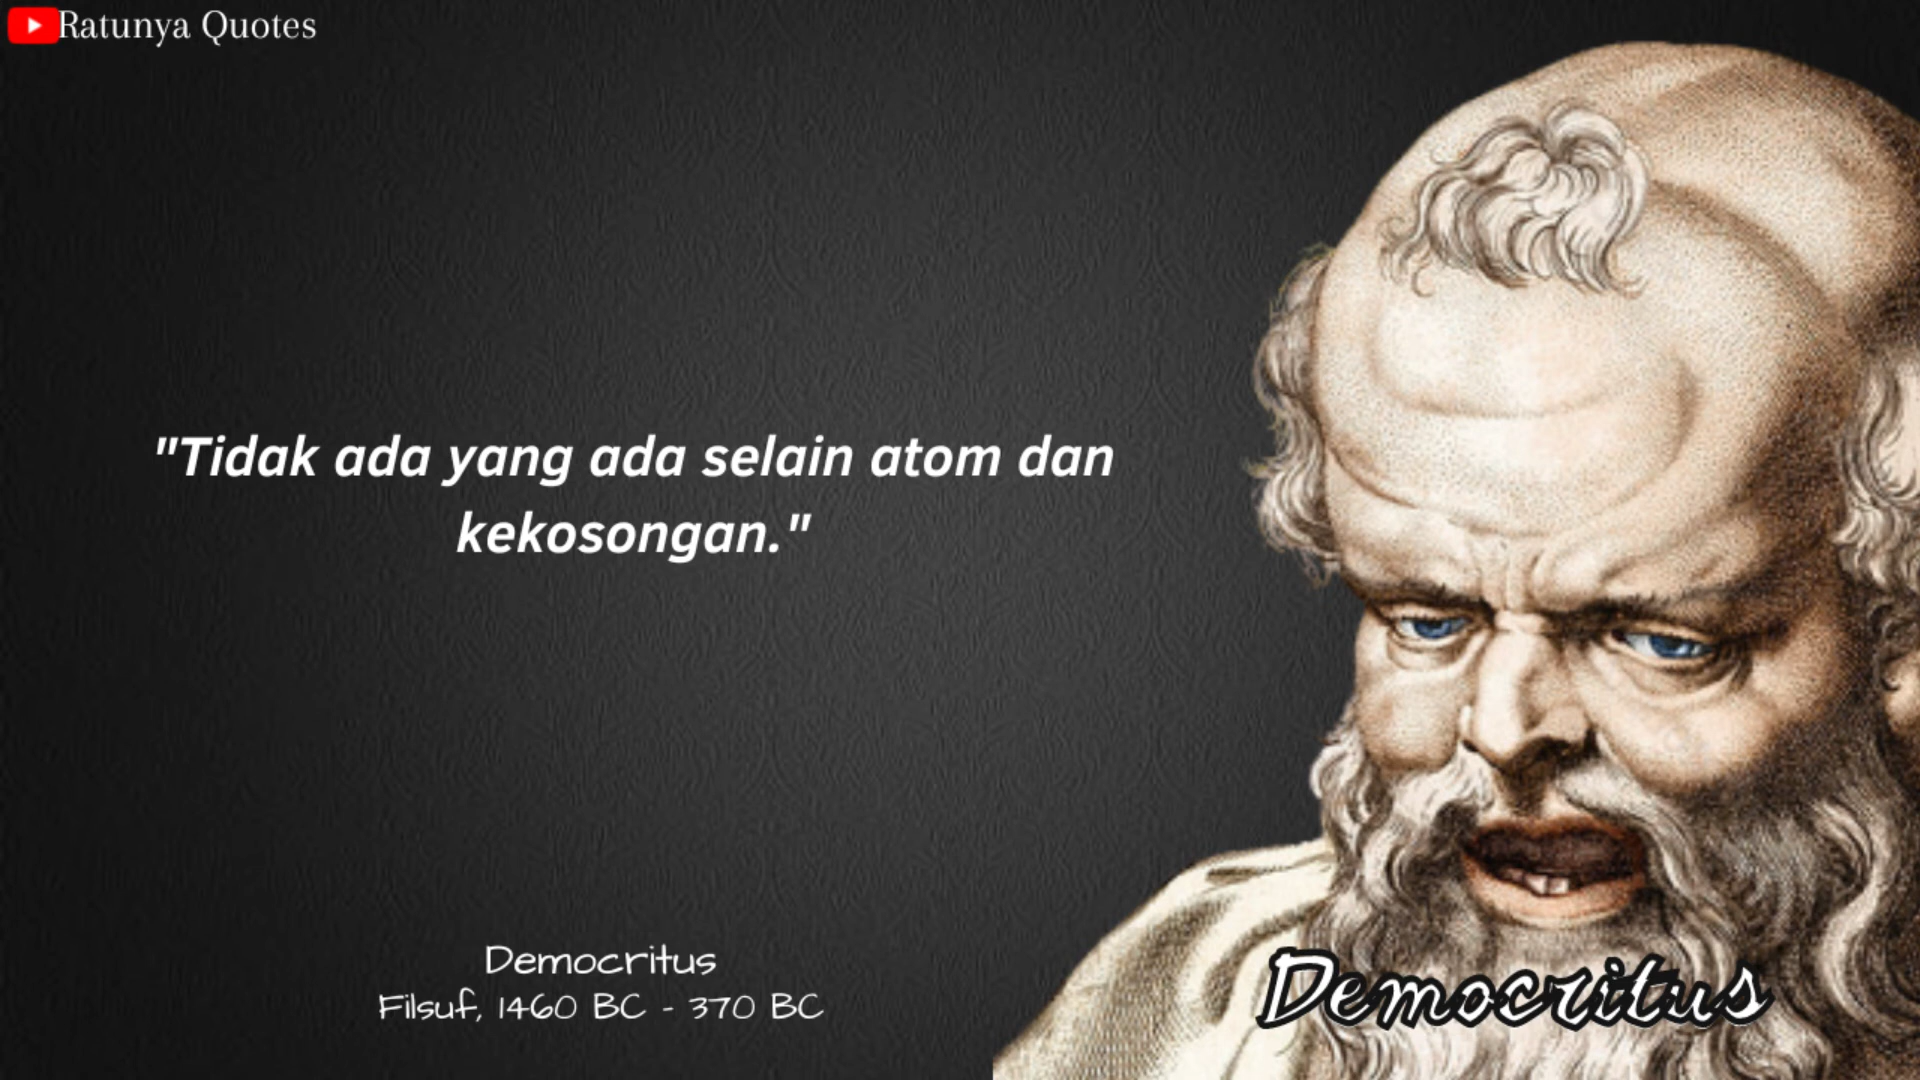 Ratunya Quotes
"Tidak ada yang ada selain atom dan
kekosongan."
Democritus
Filsuf, 1460 BC - 370 BC
Democritus